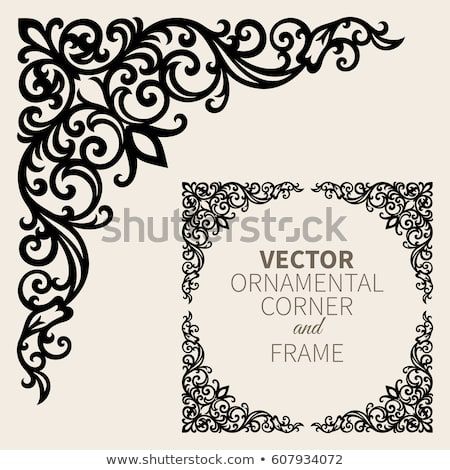 shutterstock
VECTOR
ORNAMENTAL
CORNER
and
FRAME
www.shutterstock.com · 607934072